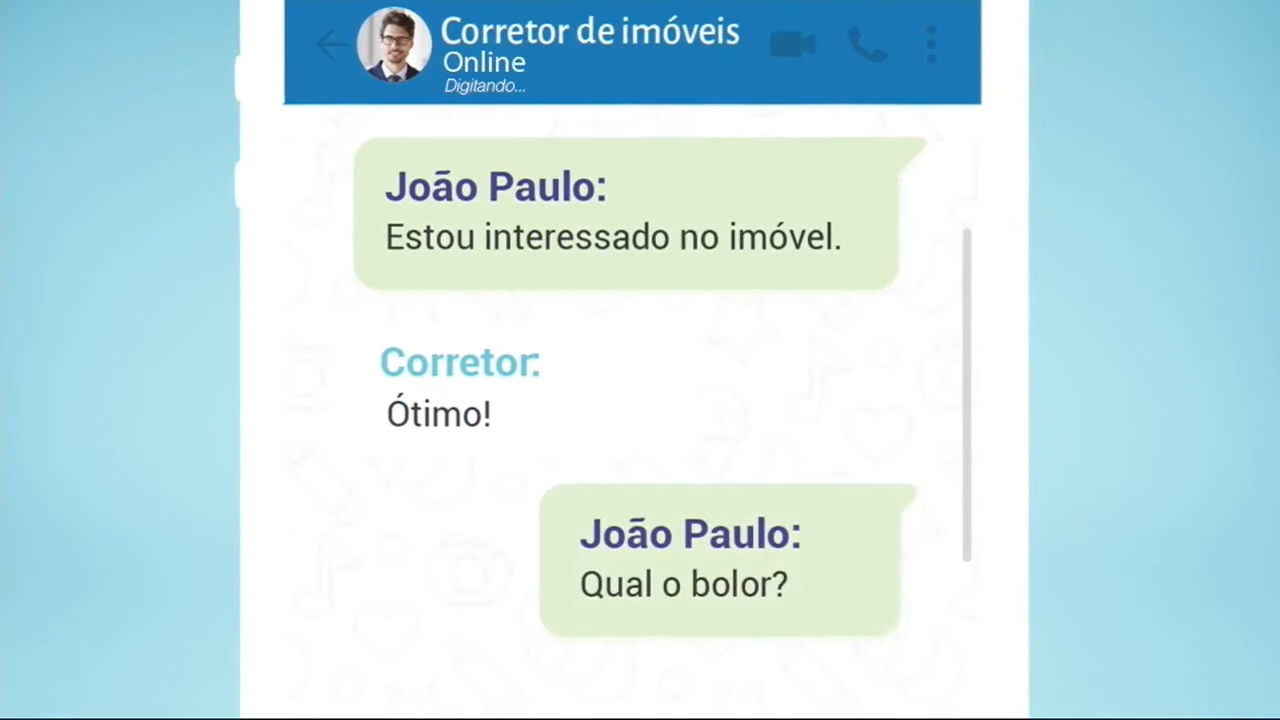 Corretor de imóveis
Online
Digitando...
João Paulo:
Estou interessado no imóvel.
Corretor:
Ótimo!
João Paulo:
Qual o bolor?